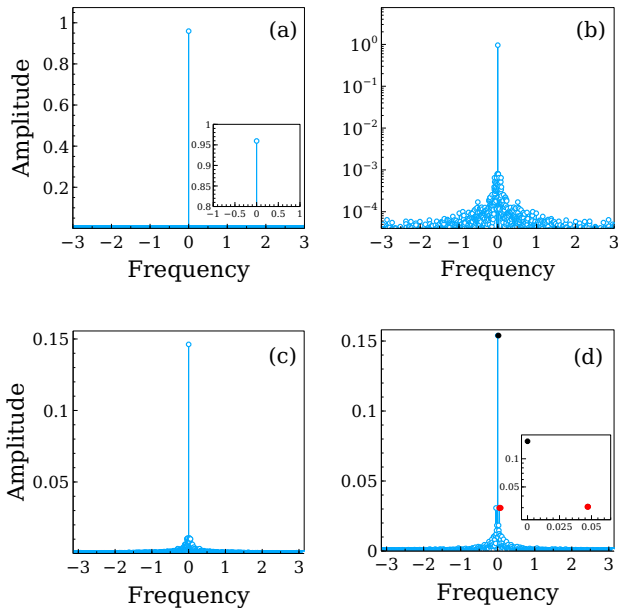 (a)
Amplitude
1
0.8
0.6
0.4
0.2
1
0.95
0.9
0.85
0.8
−1 −0.5 0 0.5 1
−3 −2 −1 0 1 2 3
Frequency
(b)
10⁰
10⁻¹
10⁻²
10⁻³
10⁻⁴
−3 −2 −1 0 1 2 3
Frequency
(c)
Amplitude
0.15
0.1
0.05
−3 −2 −1 0 1 2 3
Frequency
(d)
0.15
0.1
0.05
0
0.1
0.05
0 0.025 0.05
−3 −2 −1 0 1 2 3
Frequency